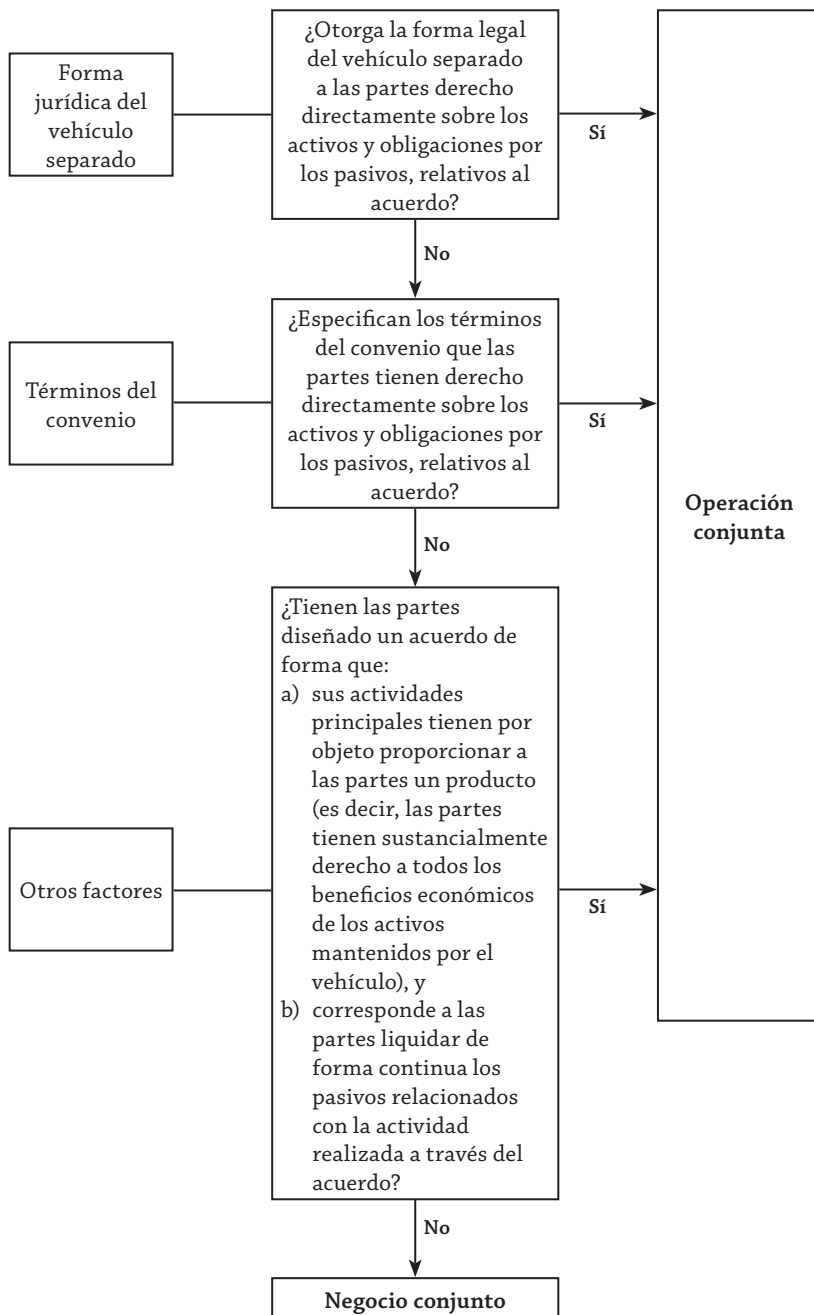 Forma
jurídica del
vehículo
separado
¿Otorga la forma legal
del vehículo separado
a las partes derecho
directamente sobre los
activos y obligaciones por
los pasivos, relativos al
acuerdo?
Sí
No
Términos del
convenio
¿Especifican los términos
del convenio que las
partes tienen derecho
directamente sobre los
activos y obligaciones por
los pasivos, relativos al
acuerdo?
Sí
Operación
conjunta
No
Otros factores
¿Tienen las partes
diseñado un acuerdo de
forma que:
a) sus actividades
principales tienen por
objeto proporcionar a
las partes un producto
(es decir, las partes
tienen sustancialmente
derecho a todos los
beneficios económicos
de los activos
mantenidos por el
vehículo), y
b) corresponde a las
partes liquidar de
forma continua los
pasivos relacionados
con la actividad
realizada a través del
acuerdo?
Sí
No
Negocio conjunto